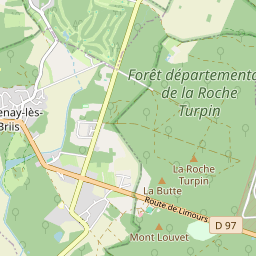 Forêt départementa
de la Roche
Turpin
enay-lès-
Briis
La Roche
Turpin
La Butte
Route de Limours
D 97
Mont Louvet